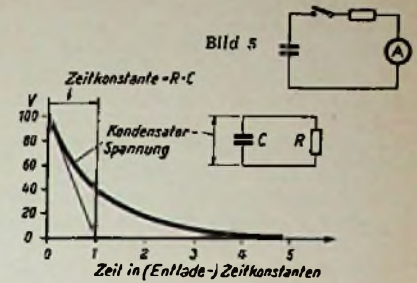 Bild 5
A
Zeitkonstante=R·C
V
100
80
60
40
20
0
Kondensator-
Spannung
C
R
0 1 2 3 4 5
Zeit in (Entlade-) Zeitkonstanten